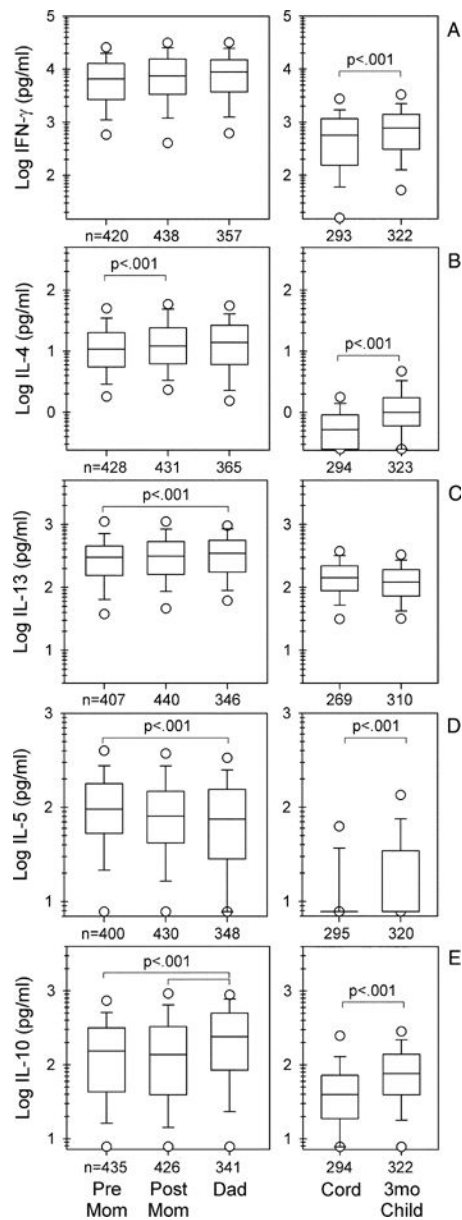 A
Log IFN-γ (pg/ml)
5
4
3
2
p<.001
n=420 438 357 293 322
B
Log IL-4 (pg/ml)
2
1
0
p<.001
2
1
0
p<.001
n=428 431 365 294 323
C
Log IL-13 (pg/ml)
3
2
1
p<.001
3
2
1
n=407 440 346 269 310
D
Log IL-5 (pg/ml)
3
2
1
p<.001
3
2
1
p<.001
n=400 430 348 295 320
E
Log IL-10 (pg/ml)
3
2
1
p<.001
3
2
1
p<.001
n=435 426 341 294 322
Pre Mom
Post Mom
Dad
Cord
3mo Child